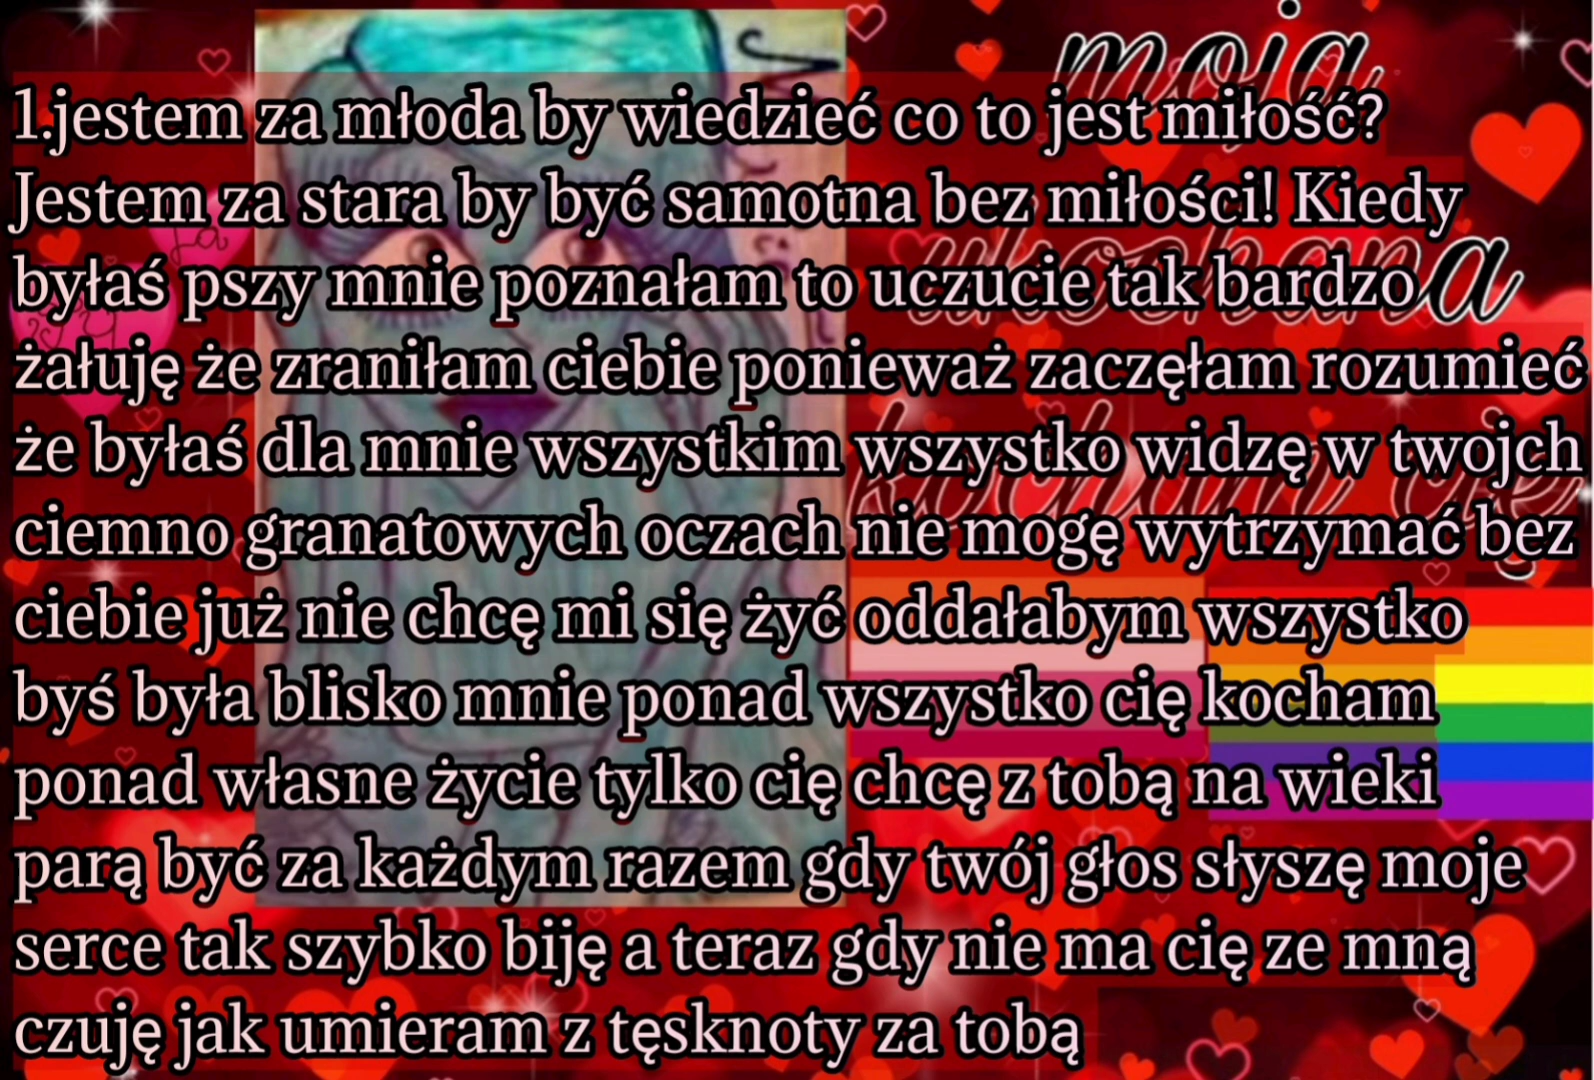 moja
ukochana
kocham cię
1.jestem za młoda by wiedzieć co to jest miłość?
Jestem za stara by być samotna bez miłości! Kiedy
byłaś pszy mnie poznałam to uczucie tak bardzo
żałuję że zraniłam ciebie ponieważ zaczęłam rozumieć
że byłaś dla mnie wszystkim wszystko widzę w twojch
ciemno granatowych oczach nie mogę wytrzymać bez
ciebie już nie chcę mi się żyć oddałabym wszystko
byś była blisko mnie ponad wszystko cię kocham
ponad własne życie tylko cię chcę z tobą na wieki
parą być za każdym razem gdy twój głos słyszę moje
serce tak szybko biję a teraz gdy nie ma cię ze mną
czuję jak umieram z tęsknoty za tobą